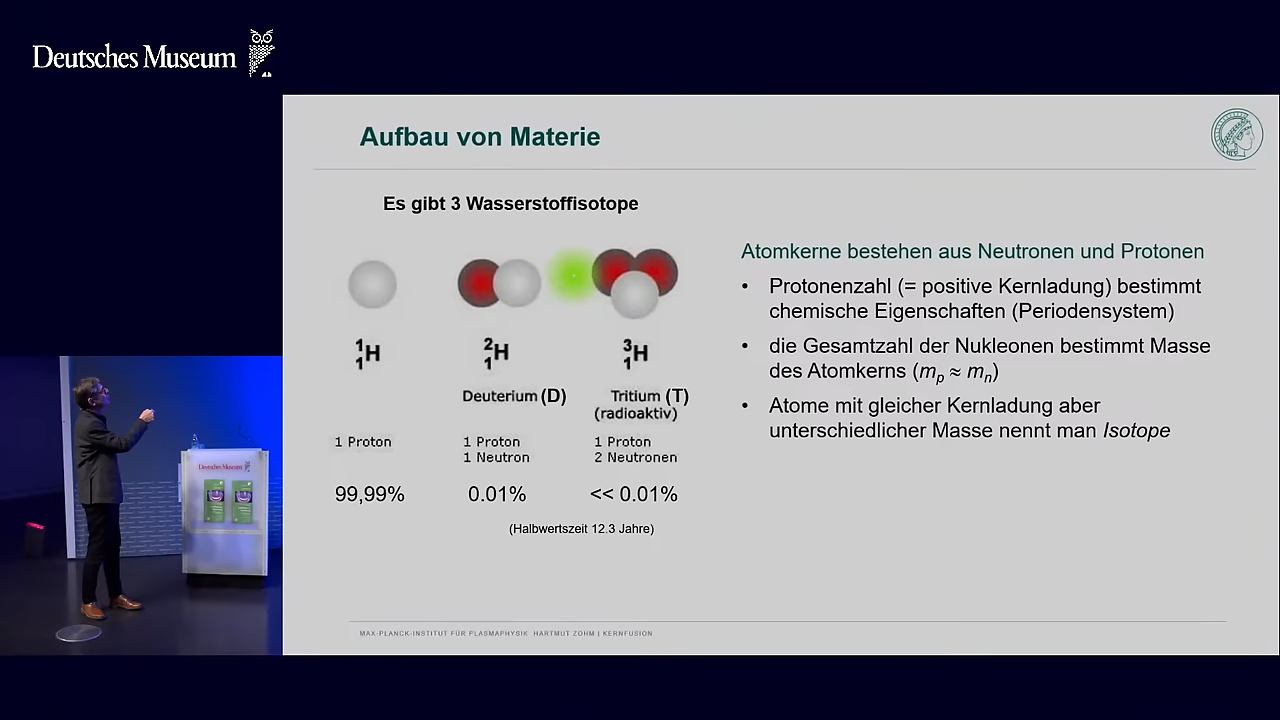 Deutsches Museum
Aufbau von Materie
Es gibt 3 Wasserstoffisotope
1 1 H
2 1 H
3 1 H
Deuterium (D)
Tritium (T)
(radioaktiv)
1 Proton
1 Proton
1 Neutron
1 Proton
2 Neutronen
99,99%
0.01%
<< 0.01%
(Halbwertszeit 12.3 Jahre)
Atomkerne bestehen aus Neutronen und Protonen
• Protonenzahl (= positive Kernladung) bestimmt
chemische Eigenschaften (Periodensystem)
• die Gesamtzahl der Nukleonen bestimmt Masse
des Atomkerns (mp ≈ mn)
• Atome mit gleicher Kernladung aber
unterschiedlicher Masse nennt man Isotope
MAX-PLANCK-INSTITUT FÜR PLASMAPHYSIK HARTMUT ZOHM | KERNFUSION
Deutsches Museum